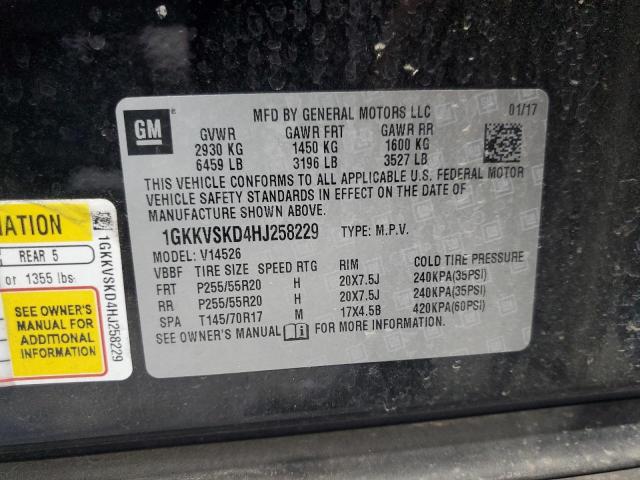 GM
MFD BY GENERAL MOTORS LLC 01/17
GVWR GAWR FRT GAWR RR
2930 KG 1450 KG 1600 KG
6459 LB 3196 LB 3527 LB
THIS VEHICLE CONFORMS TO ALL APPLICABLE U.S. FEDERAL MOTOR
VEHICLE SAFETY STANDARDS IN EFFECT ON THE DATE OF
MANUFACTURE SHOWN ABOVE.
1GKKVSKD4HJ258229 TYPE: M.P.V.
MODEL: V14526
VBBF TIRE SIZE SPEED RTG RIM COLD TIRE PRESSURE
FRT P255/55R20 H 20X7.5J 240KPA(35PSI)
RR P255/55R20 H 20X7.5J 240KPA(35PSI)
SPA T145/70R17 M 17X4.5B 420KPA(60PSI)
SEE OWNER'S MANUAL FOR MORE INFORMATION.
MATION
REAR 5
or 1355 lbs.
SEE OWNER'S
MANUAL FOR
ADDITIONAL
INFORMATION
1GKKVSKD4HJ258229